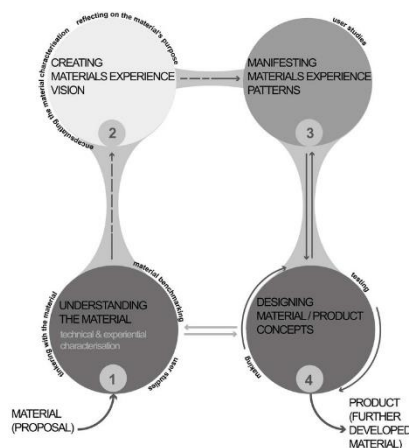 reflecting on the material's purpose
encapsulating the material characterisation
CREATING
MATERIALS EXPERIENCE
VISION
2
user studies
MANIFESTING
MATERIALS EXPERIENCE
PATTERNS
3
tinkering with the material
material benchmarking
user studies
UNDERSTANDING
THE MATERIAL
technical & experiential
characterisation
1
testing
making
DESIGNING
MATERIAL / PRODUCT
CONCEPTS
4
MATERIAL
(PROPOSAL)
PRODUCT
(FURTHER
DEVELOPED
MATERIAL)